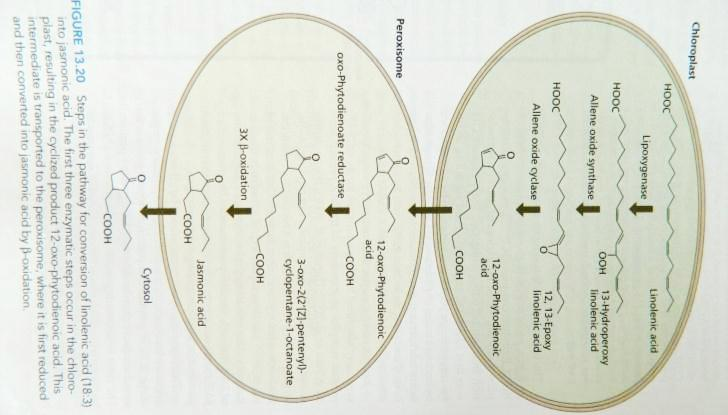 Chloroplast
HOOC
Linolenic acid
Lipoxygenase
HOOC
OOH
13-Hydroperoxy
linolenic acid
Allene oxide synthase
HOOC
O
12, 13-Epoxy
linolenic acid
Allene oxide cyclase
O
COOH
12-oxo-Phytodienoic
acid
Peroxisome
O
COOH
12-oxo-Phytodienoic
acid
oxo-Phytodienoate reductase
O
COOH
3-oxo-2(2'[Z]-pentenyl)-
cyclopentane-1-octanoate
3X β-oxidation
O
COOH
Jasmonic acid
Cytosol
O
COOH
FIGURE 13.20 Steps in the pathway for conversion of linolenic acid (18:3)
into jasmonic acid. The first three enzymatic steps occur in the chloro-
plast, resulting in the cyclized product 12-oxo-phytodienoic acid. This
intermediate is transported to the peroxisome, where it is first reduced
and then converted into jasmonic acid by β-oxidation.